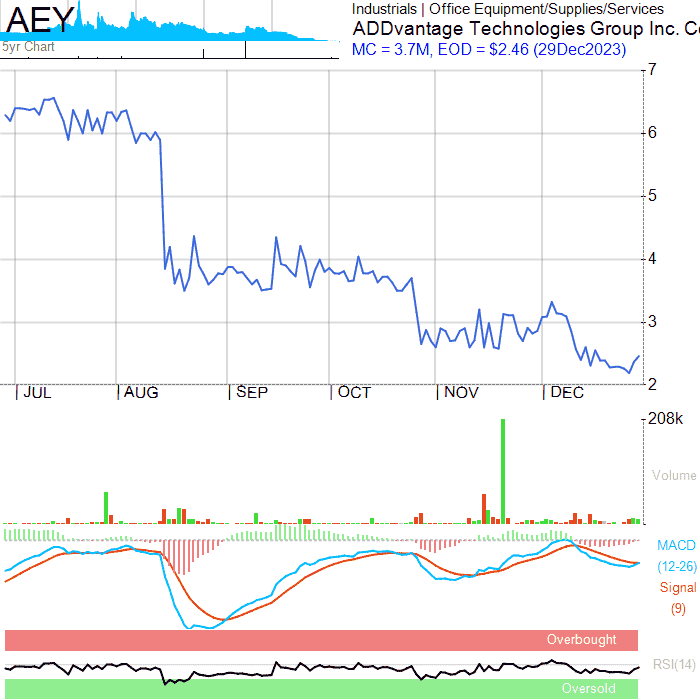 AEY
5yr Chart
Industrials | Office Equipment/Supplies/Services
ADDvantage Technologies Group Inc. Co
MC = 3.7M, EOD = $2.46 (29Dec2023)
7
6
5
4
3
2
JUL AUG SEP OCT NOV DEC
208k
Volume
MACD
(12-26)
Signal
(9)
Overbought
RSI(14)
Oversold